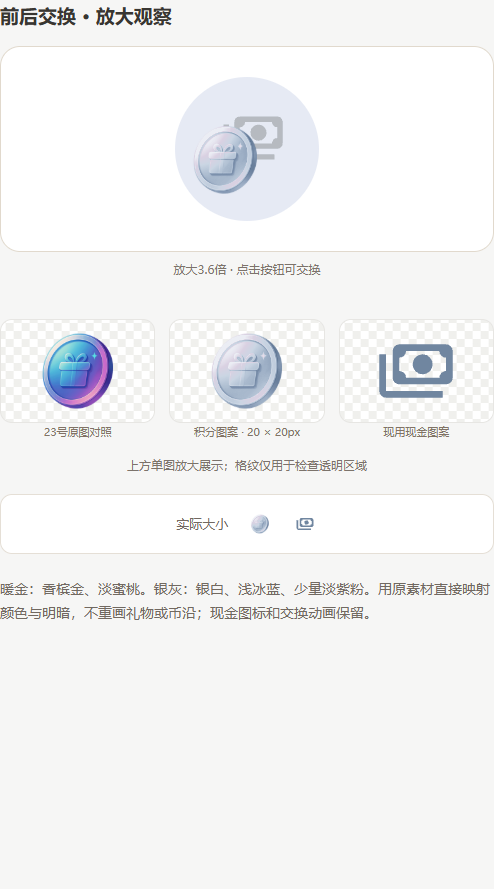 前后交换・放大观察
放大3.6倍 · 点击按钮可交换
23号原图对照
积分图案 · 20 × 20px
现用现金图案
上方单图放大展示；格纹仅用于检查透明区域
实际大小
暖金：香槟金、淡蜜桃。银灰：银白、浅冰蓝、少量淡紫粉。用原素材直接映射
颜色与明暗，不重画礼物或币沿；现金图标和交换动画保留。